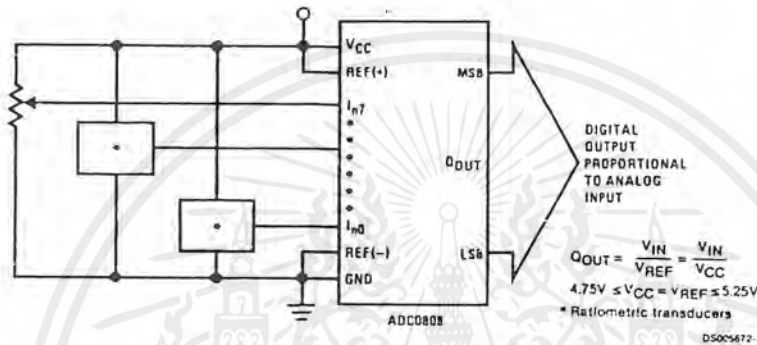 VCC
REF(+)
In7
In0
REF(−)
GND
MSB
QOUT
LSB
ADC0808
DIGITAL
OUTPUT
PROPORTIONAL
TO ANALOG
INPUT
QOUT = VIN / VREF = VIN / VCC
4.75V ≤ VCC = VREF ≤ 5.25V
* Ratiometric transducers
DS005672-